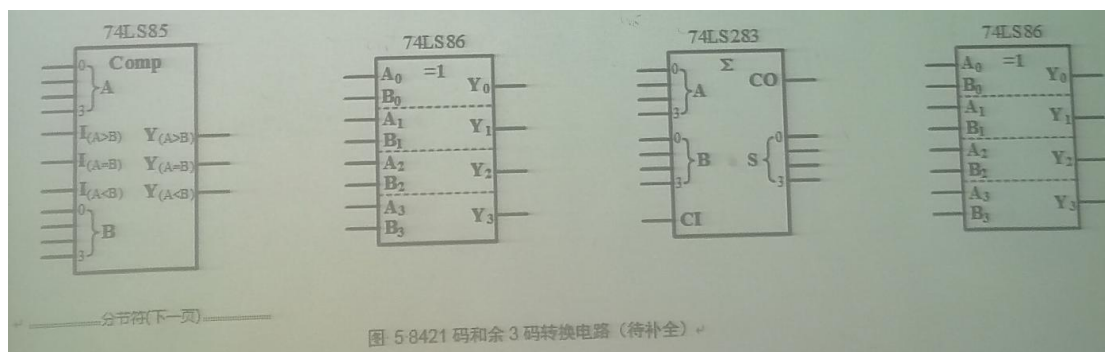 74LS85
Comp
0
A
3
I(A>B) Y(A>B)
I(A=B) Y(A=B)
I(A<B) Y(A<B)
0
B
3
74LS86
A0 =1 Y0
B0
A1 Y1
B1
A2 Y2
B2
A3 Y3
B3
74LS283
Σ
0 CO
A
3
0 0
B S
3 3
CI
74LS86
A0 =1 Y0
B0
A1 Y1
B1
A2 Y2
B2
A3 Y3
B3
分节符(下一页)
图 5 8421 码和余 3 码转换电路（待补全）